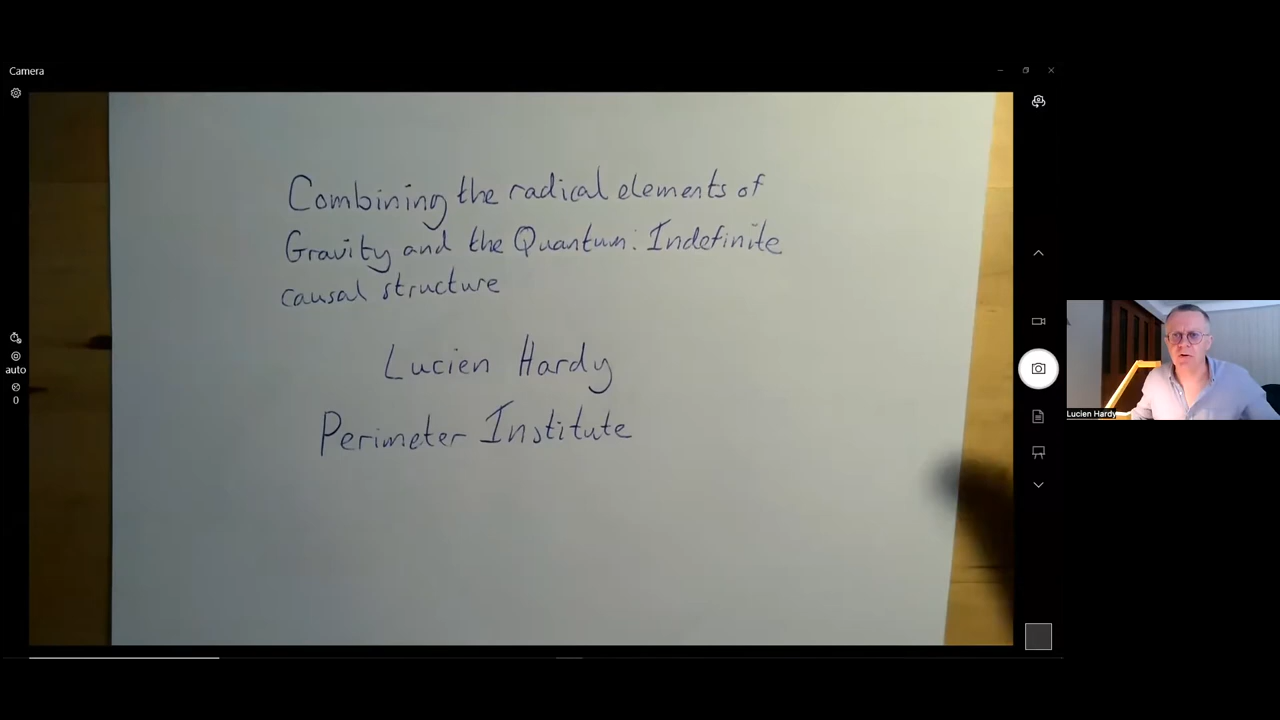 Camera
Combining the radical elements of
Gravity and the Quantum: Indefinite
causal structure
Lucien Hardy
Perimeter Institute
auto
0
Lucien Hardy